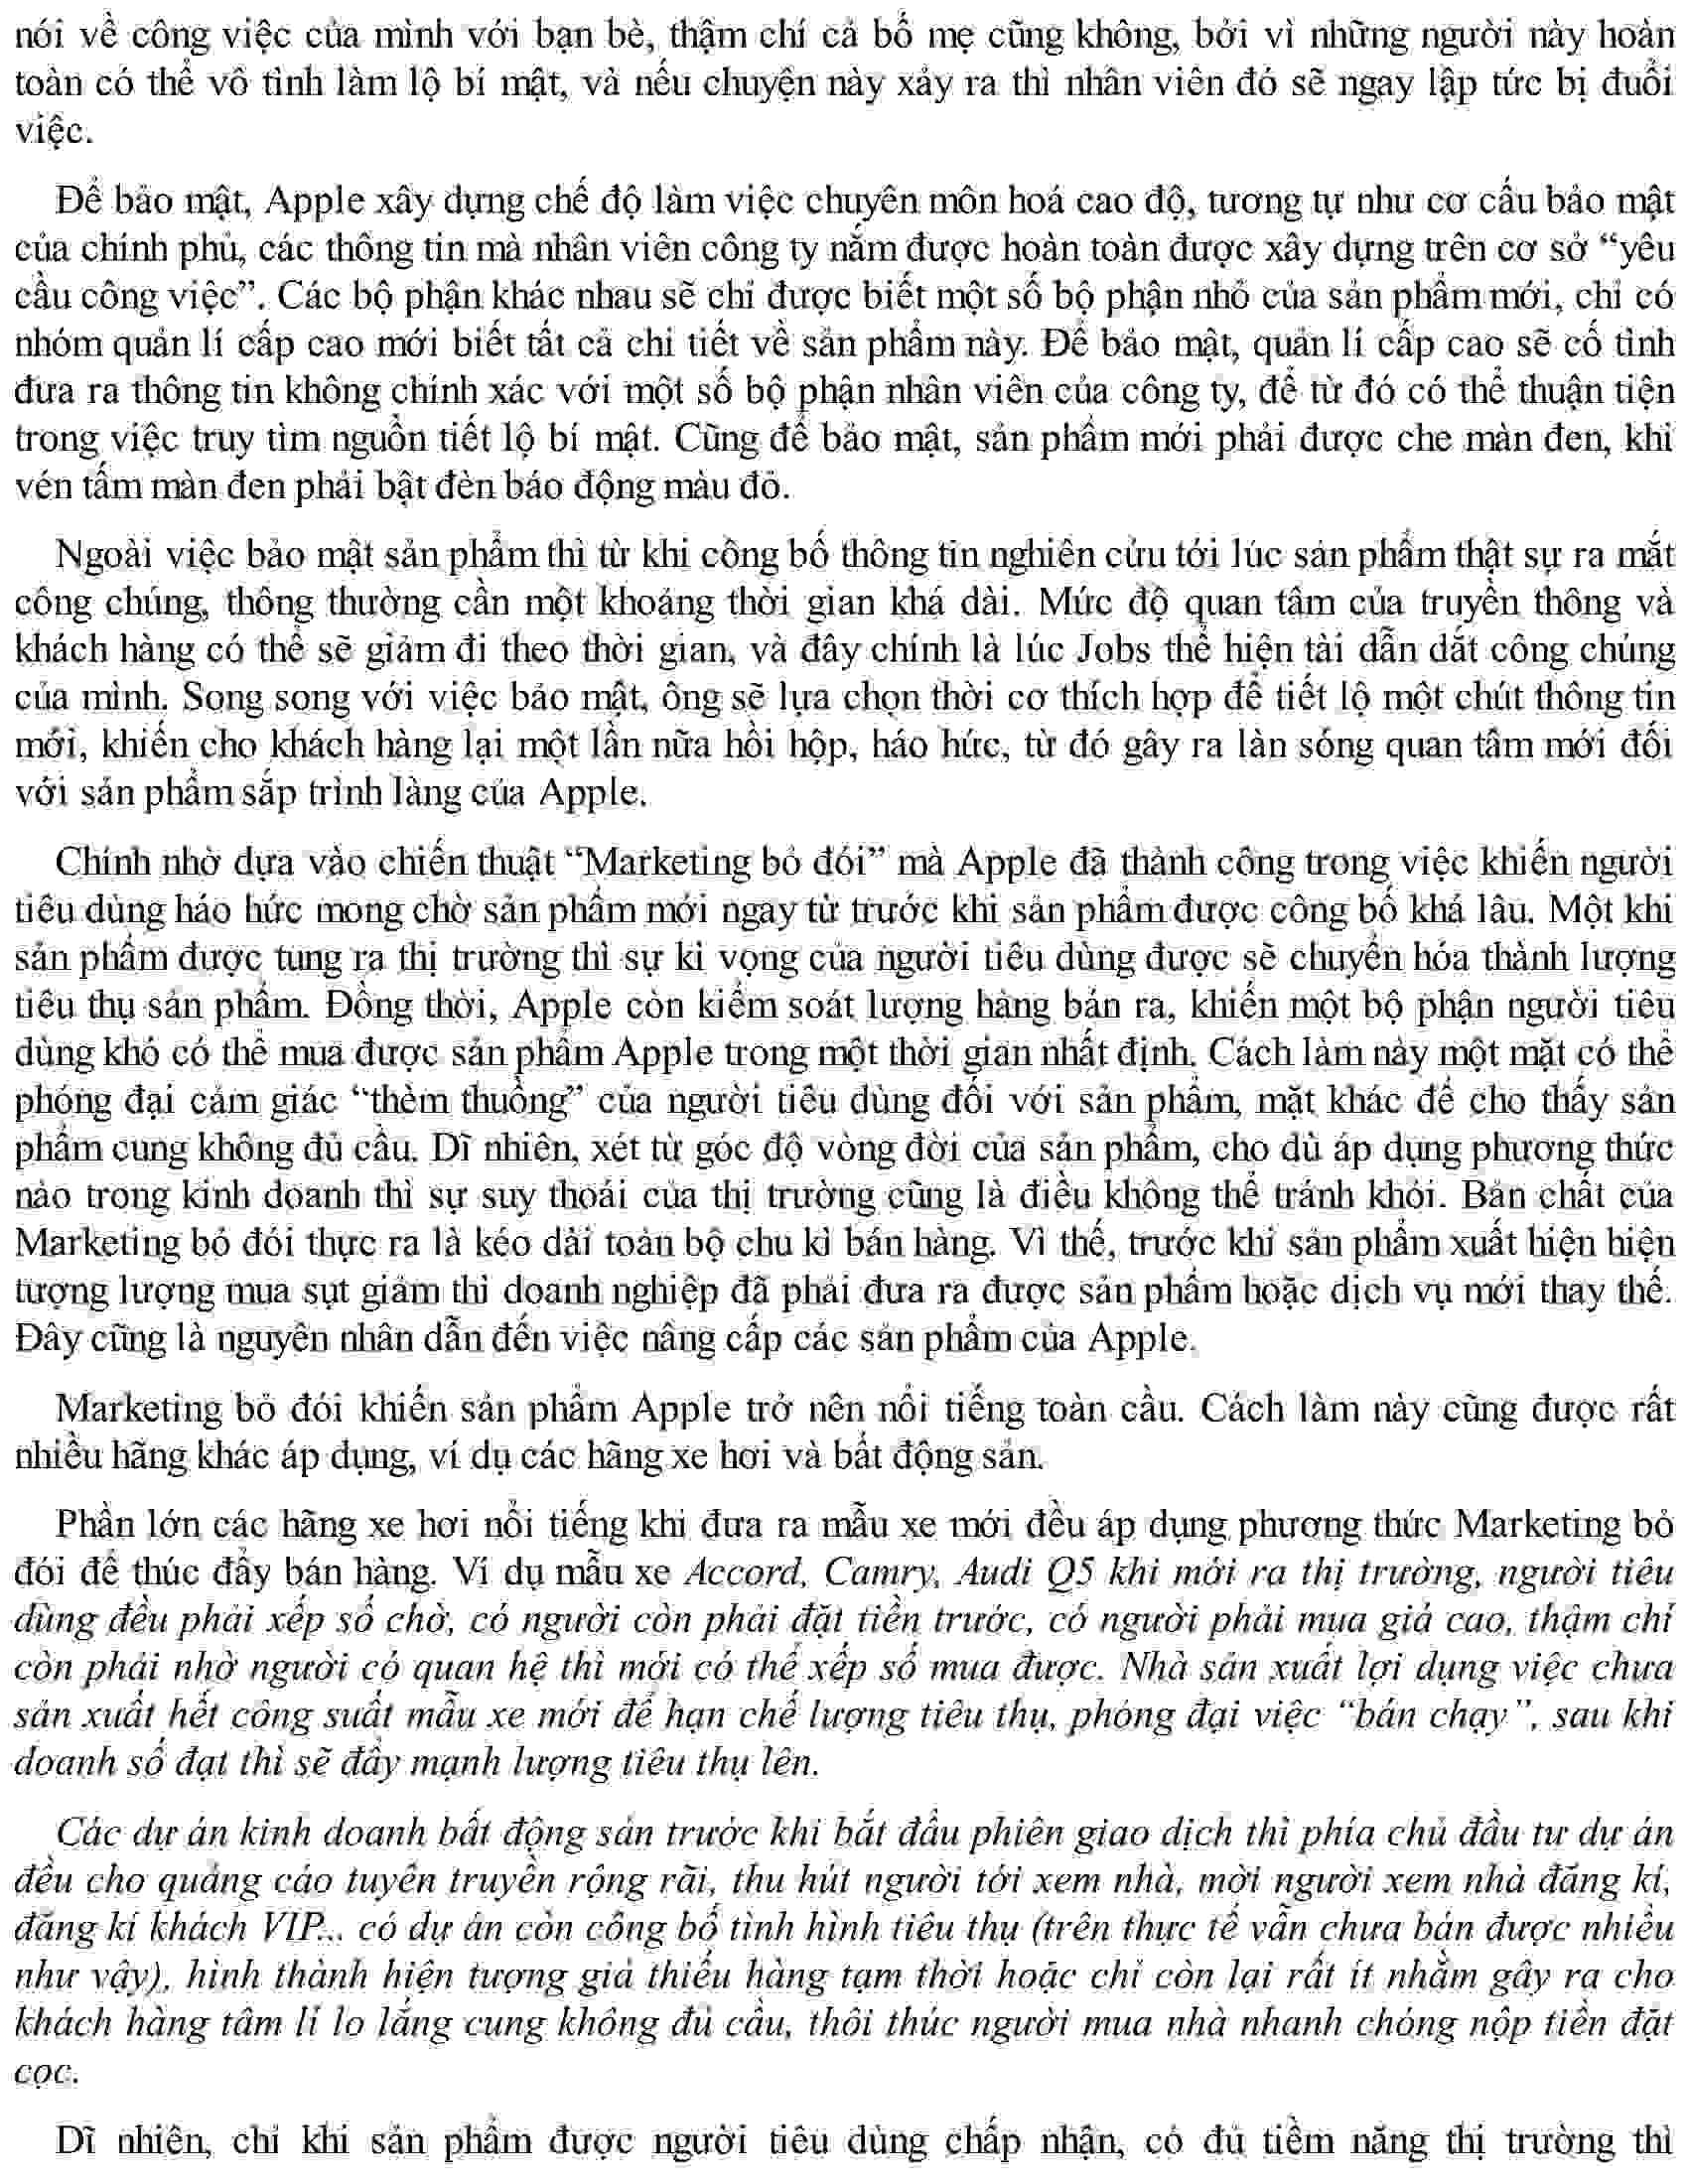 nói về công việc của mình với bạn bè, thậm chí cả bố mẹ cũng không, bởi vì những người này hoàn
toàn có thể vô tình làm lộ bí mật, và nếu chuyện này xảy ra thì nhân viên đó sẽ ngay lập tức bị đuổi
việc.
Để bảo mật, Apple xây dựng chế độ làm việc chuyên môn hoá cao độ, tương tự như cơ cấu bảo mật
của chính phủ, các thông tin mà nhân viên công ty nắm được hoàn toàn được xây dựng trên cơ sở “yêu
cầu công việc”. Các bộ phận khác nhau sẽ chỉ được biết một số bộ phận nhỏ của sản phẩm mới, chỉ có
nhóm quản lí cấp cao mới biết tất cả chi tiết về sản phẩm này. Để bảo mật, quản lí cấp cao sẽ cố tình
đưa ra thông tin không chính xác với một số bộ phận nhân viên của công ty, để từ đó có thể thuận tiện
trong việc truy tìm nguồn tiết lộ bí mật. Cũng để bảo mật, sản phẩm mới phải được che màn đen, khi
vén tấm màn đen phải bật đèn báo động màu đỏ.
Ngoài việc bảo mật sản phẩm thì từ khi công bố thông tin nghiên cứu tới lúc sản phẩm thật sự ra mắt
công chúng, thông thường cần một khoảng thời gian khá dài. Mức độ quan tâm của truyền thông và
khách hàng có thể sẽ giảm đi theo thời gian, và đây chính là lúc Jobs thể hiện tài dẫn dắt công chúng
của mình. Song song với việc bảo mật, ông sẽ lựa chọn thời cơ thích hợp để tiết lộ một chút thông tin
mới, khiến cho khách hàng lại một lần nữa hồi hộp, háo hức, từ đó gây ra làn sóng quan tâm mới đối
với sản phẩm sắp trình làng của Apple.
Chính nhờ dựa vào chiến thuật “Marketing bỏ đói” mà Apple đã thành công trong việc khiến người
tiêu dùng háo hức mong chờ sản phẩm mới ngay từ trước khi sản phẩm được công bố khá lâu. Một khi
sản phẩm được tung ra thị trường thì sự kì vọng của người tiêu dùng được sẽ chuyển hóa thành lượng
tiêu thụ sản phẩm. Đồng thời, Apple còn kiểm soát lượng hàng bán ra, khiến một bộ phận người tiêu
dùng khó có thể mua được sản phẩm Apple trong một thời gian nhất định. Cách làm này một mặt có thể
phóng đại cảm giác “thèm thuồng” của người tiêu dùng đối với sản phẩm, mặt khác để cho thấy sản
phẩm cung không đủ cầu. Dĩ nhiên, xét từ góc độ vòng đời của sản phẩm, cho dù áp dụng phương thức
nào trong kinh doanh thì sự suy thoái của thị trường cũng là điều không thể tránh khỏi. Bản chất của
Marketing bỏ đói thực ra là kéo dài toàn bộ chu kì bán hàng. Vì thế, trước khi sản phẩm xuất hiện hiện
tượng lượng mua sụt giảm thì doanh nghiệp đã phải đưa ra được sản phẩm hoặc dịch vụ mới thay thế.
Đây cũng là nguyên nhân dẫn đến việc nâng cấp các sản phẩm của Apple.
Marketing bỏ đói khiến sản phẩm Apple trở nên nổi tiếng toàn cầu. Cách làm này cũng được rất
nhiều hãng khác áp dụng, ví dụ các hãng xe hơi và bất động sản.
Phần lớn các hãng xe hơi nổi tiếng khi đưa ra mẫu xe mới đều áp dụng phương thức Marketing bỏ
đói để thúc đẩy bán hàng. Ví dụ mẫu xe Accord, Camry, Audi Q5 khi mới ra thị trường, người tiêu
dùng đều phải xếp số chờ, có người còn phải đặt tiền trước, có người phải mua giá cao, thậm chí
còn phải nhờ người có quan hệ thì mới có thể xếp số mua được. Nhà sản xuất lợi dụng việc chưa
sản xuất hết công suất mẫu xe mới để hạn chế lượng tiêu thụ, phóng đại việc “bán chạy”, sau khi
doanh số đạt thì sẽ đẩy mạnh lượng tiêu thụ lên.
Các dự án kinh doanh bất động sản trước khi bắt đầu phiên giao dịch thì phía chủ đầu tư dự án
đều cho quảng cáo tuyên truyền rộng rãi, thu hút người tới xem nhà, mời người xem nhà đăng kí,
đăng kí khách VIP... có dự án còn công bố tình hình tiêu thụ (trên thực tế vẫn chưa bán được nhiều
như vậy), hình thành hiện tượng giả thiếu hàng tạm thời hoặc chỉ còn lại rất ít nhằm gây ra cho
khách hàng tâm lí lo lắng cung không đủ cầu, thôi thúc người mua nhà nhanh chóng nộp tiền đặt
cọc.
Dĩ nhiên, chỉ khi sản phẩm được người tiêu dùng chấp nhận, có đủ tiềm năng thị trường thì